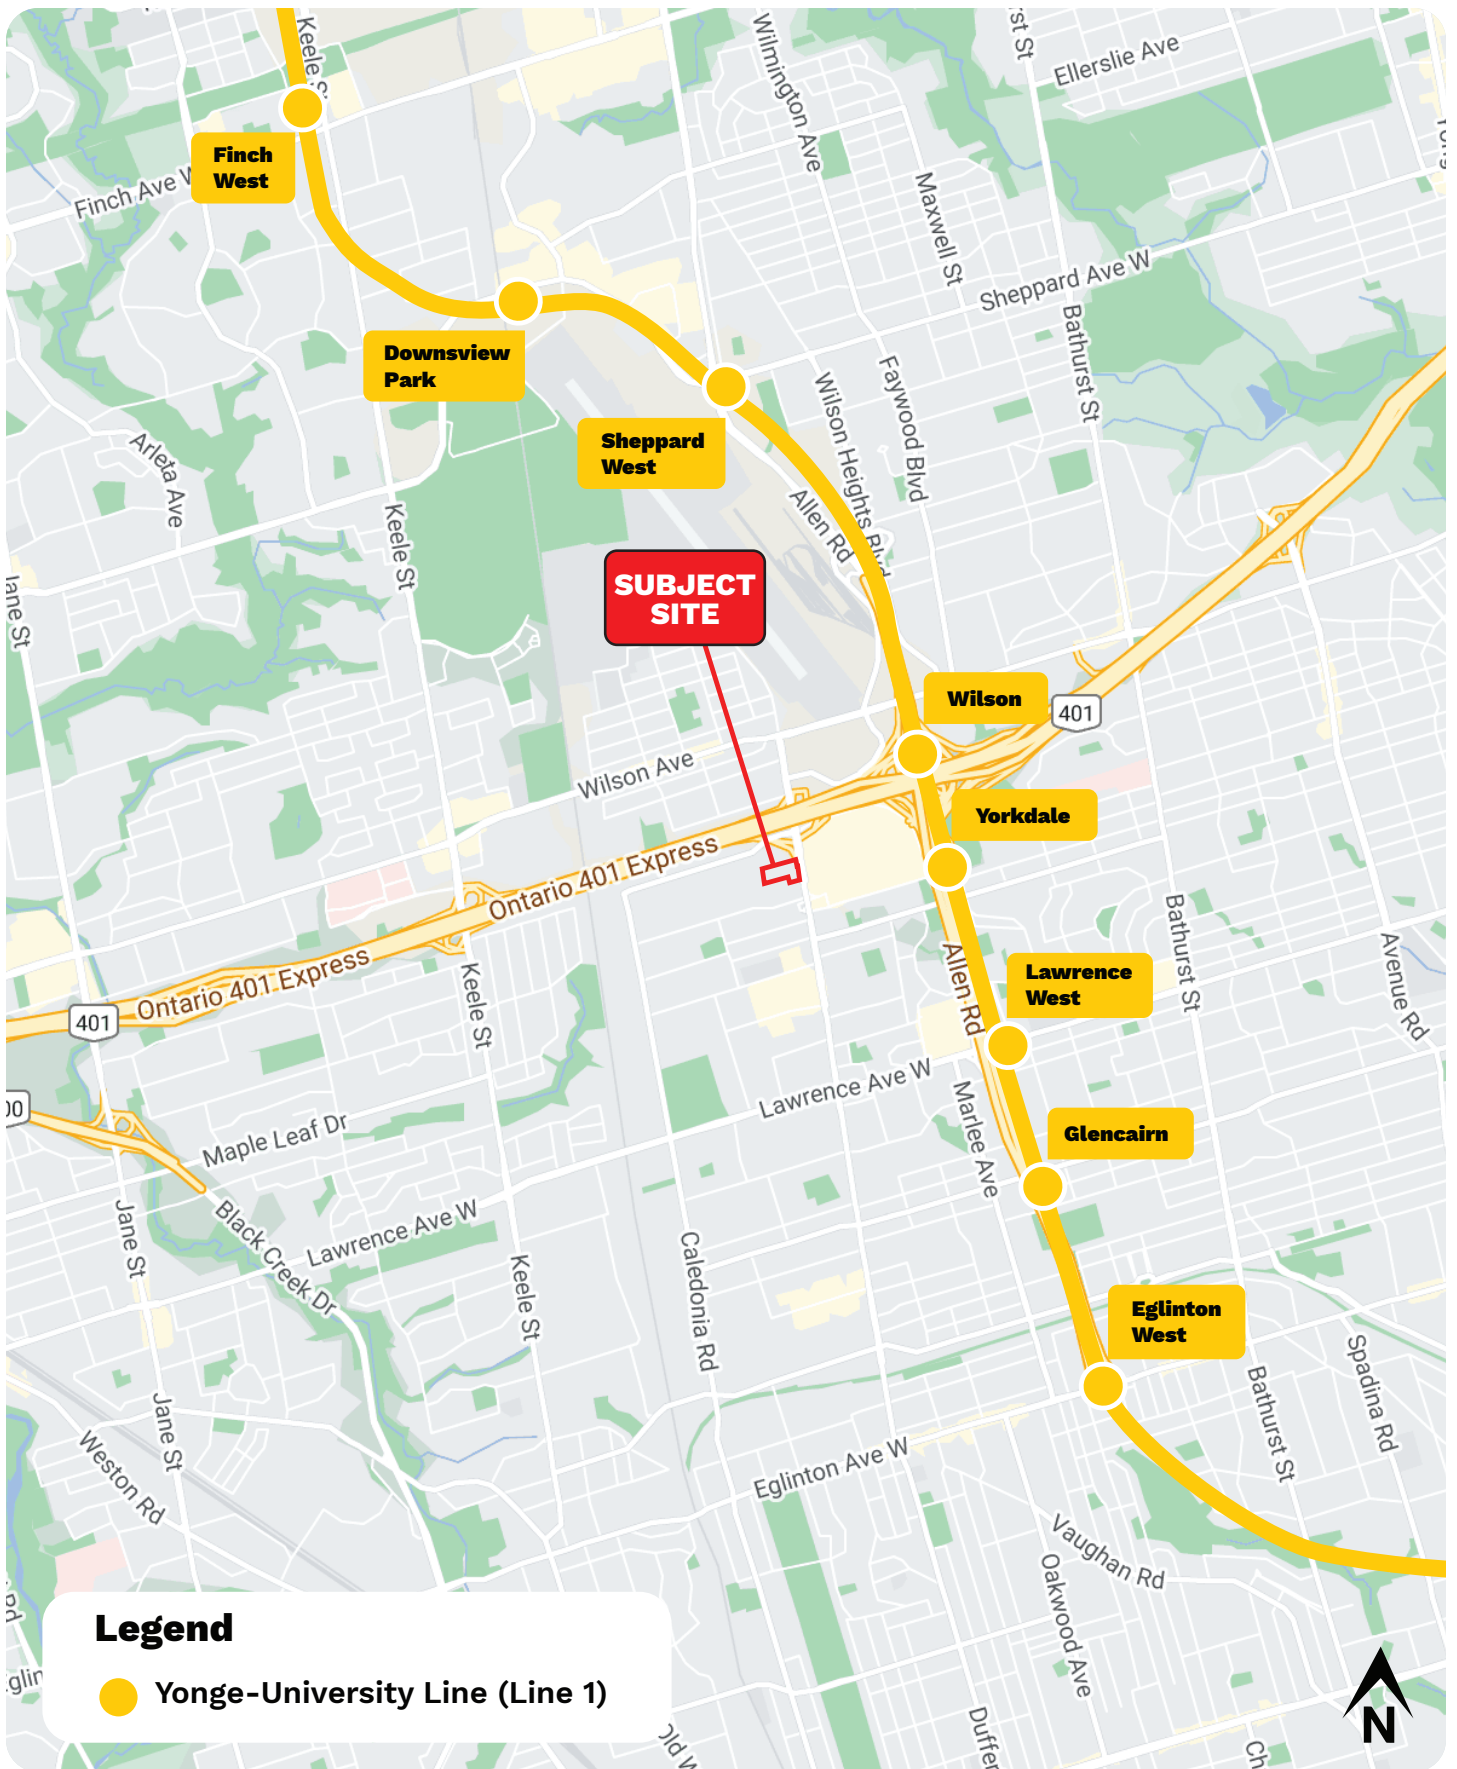 Keele St
Wilmington Ave
Ellerslie Ave
Finch
West
Finch Ave W
Maxwell St
Sheppard Ave W
Downsview
Park
Bathurst St
Wilson Heights Blvd
Faywood Blvd
Sheppard
West
Arleta Ave
Allen Rd
Keele St
Jane St
SUBJECT
SITE
Wilson
401
Wilson Ave
Yorkdale
Ontario 401 Express
Bathurst St
Avenue Rd
Allen Rd
Lawrence
West
Ontario 401 Express
401
Keele St
Lawrence Ave W
Marlee Ave
Glencairn
Maple Leaf Dr
Jane St
Black Creek Dr
Lawrence Ave W
Keele St
Caledonia Rd
Eglinton
West
Spadina Rd
Bathurst St
Jane St
Weston Rd
Eglinton Ave W
Vaughan Rd
Oakwood Ave
Legend
Yonge-University Line (Line 1)
N